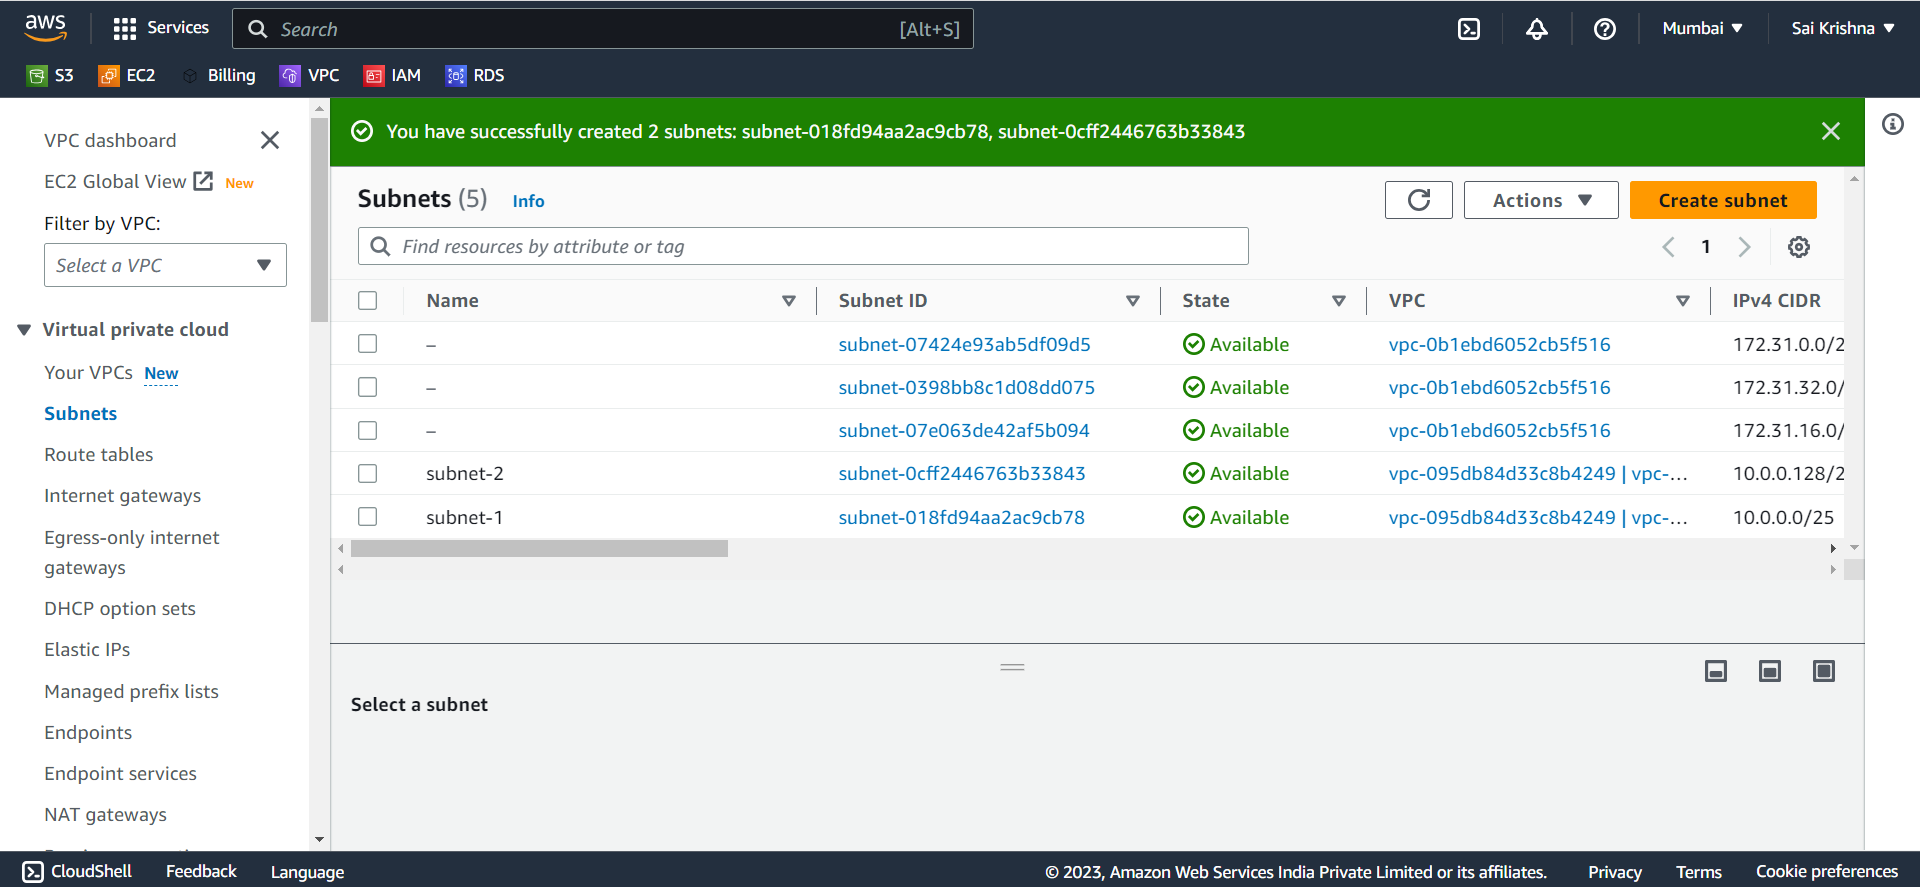 aws Services Search [Alt+S] Mumbai Sai Krishna
S3 EC2 Billing VPC IAM RDS
VPC dashboard
EC2 Global View New
Filter by VPC:
Select a VPC
Virtual private cloud
Your VPCs New
Subnets
Route tables
Internet gateways
Egress-only internet
gateways
DHCP option sets
Elastic IPs
Managed prefix lists
Endpoints
Endpoint services
NAT gateways
You have successfully created 2 subnets: subnet-018fd94aa2ac9cb78, subnet-0cff2446763b33843
Subnets (5) Info
Actions Create subnet
Find resources by attribute or tag
1
Name Subnet ID State VPC IPv4 CIDR
– subnet-07424e93ab5df09d5 Available vpc-0b1ebd6052cb5f516 172.31.0.0/2
– subnet-0398bb8c1d08dd075 Available vpc-0b1ebd6052cb5f516 172.31.32.0/
– subnet-07e063de42af5b094 Available vpc-0b1ebd6052cb5f516 172.31.16.0/
subnet-2 subnet-0cff2446763b33843 Available vpc-095db84d33c8b4249 | vpc-... 10.0.0.128/2
subnet-1 subnet-018fd94aa2ac9cb78 Available vpc-095db84d33c8b4249 | vpc-... 10.0.0.0/25
Select a subnet
CloudShell Feedback Language © 2023, Amazon Web Services India Private Limited or its affiliates. Privacy Terms Cookie preferences